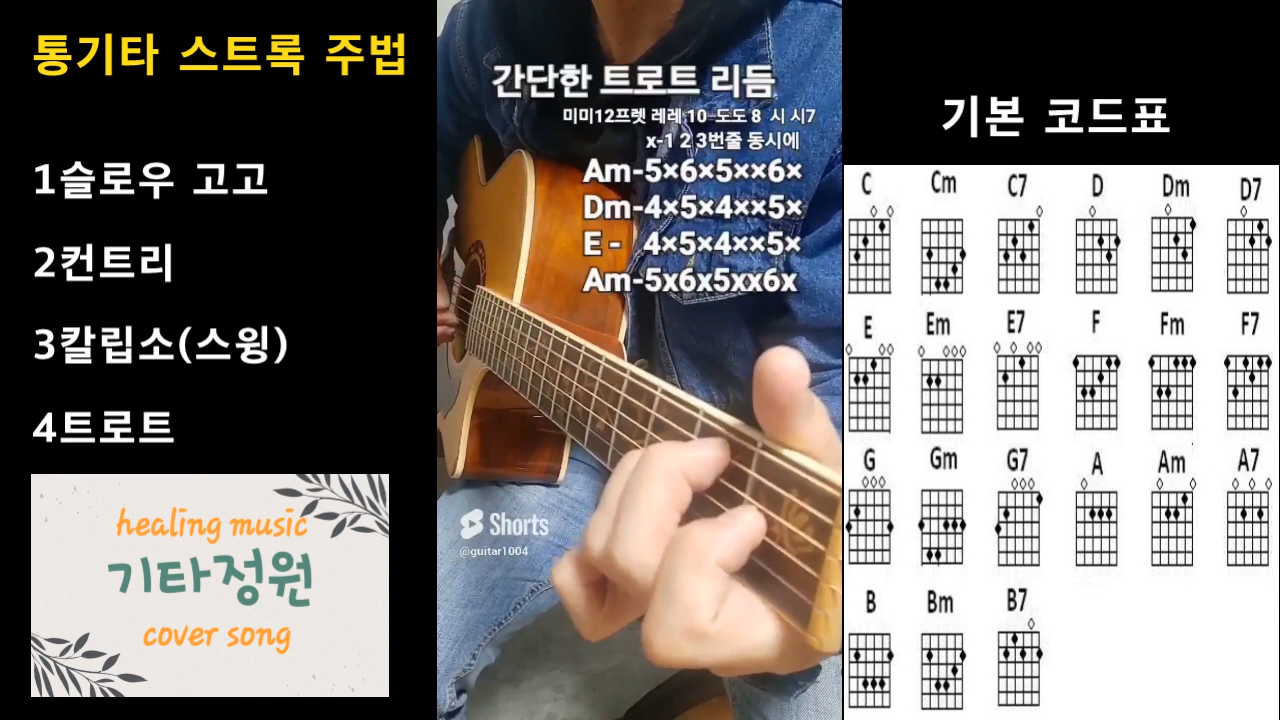 통기타 스트록 주법
1슬로우 고고
2컨트리
3칼립소(스윙)
4트로트
healing music
기타정원
cover song
간단한 트로트 리듬
미미12프렛 레레 10 도도 8 시 시7
x-1 2 3번줄 동시에
Am-5×6×5××6×
Dm-4×5×4××5×
E - 4×5×4××5×
Am-5x6x5xx6x
Shorts
@guitar1004
기본 코드표
C Cm C7 D Dm D7
E Em E7 F Fm F7
G Gm G7 A Am A7
B Bm B7